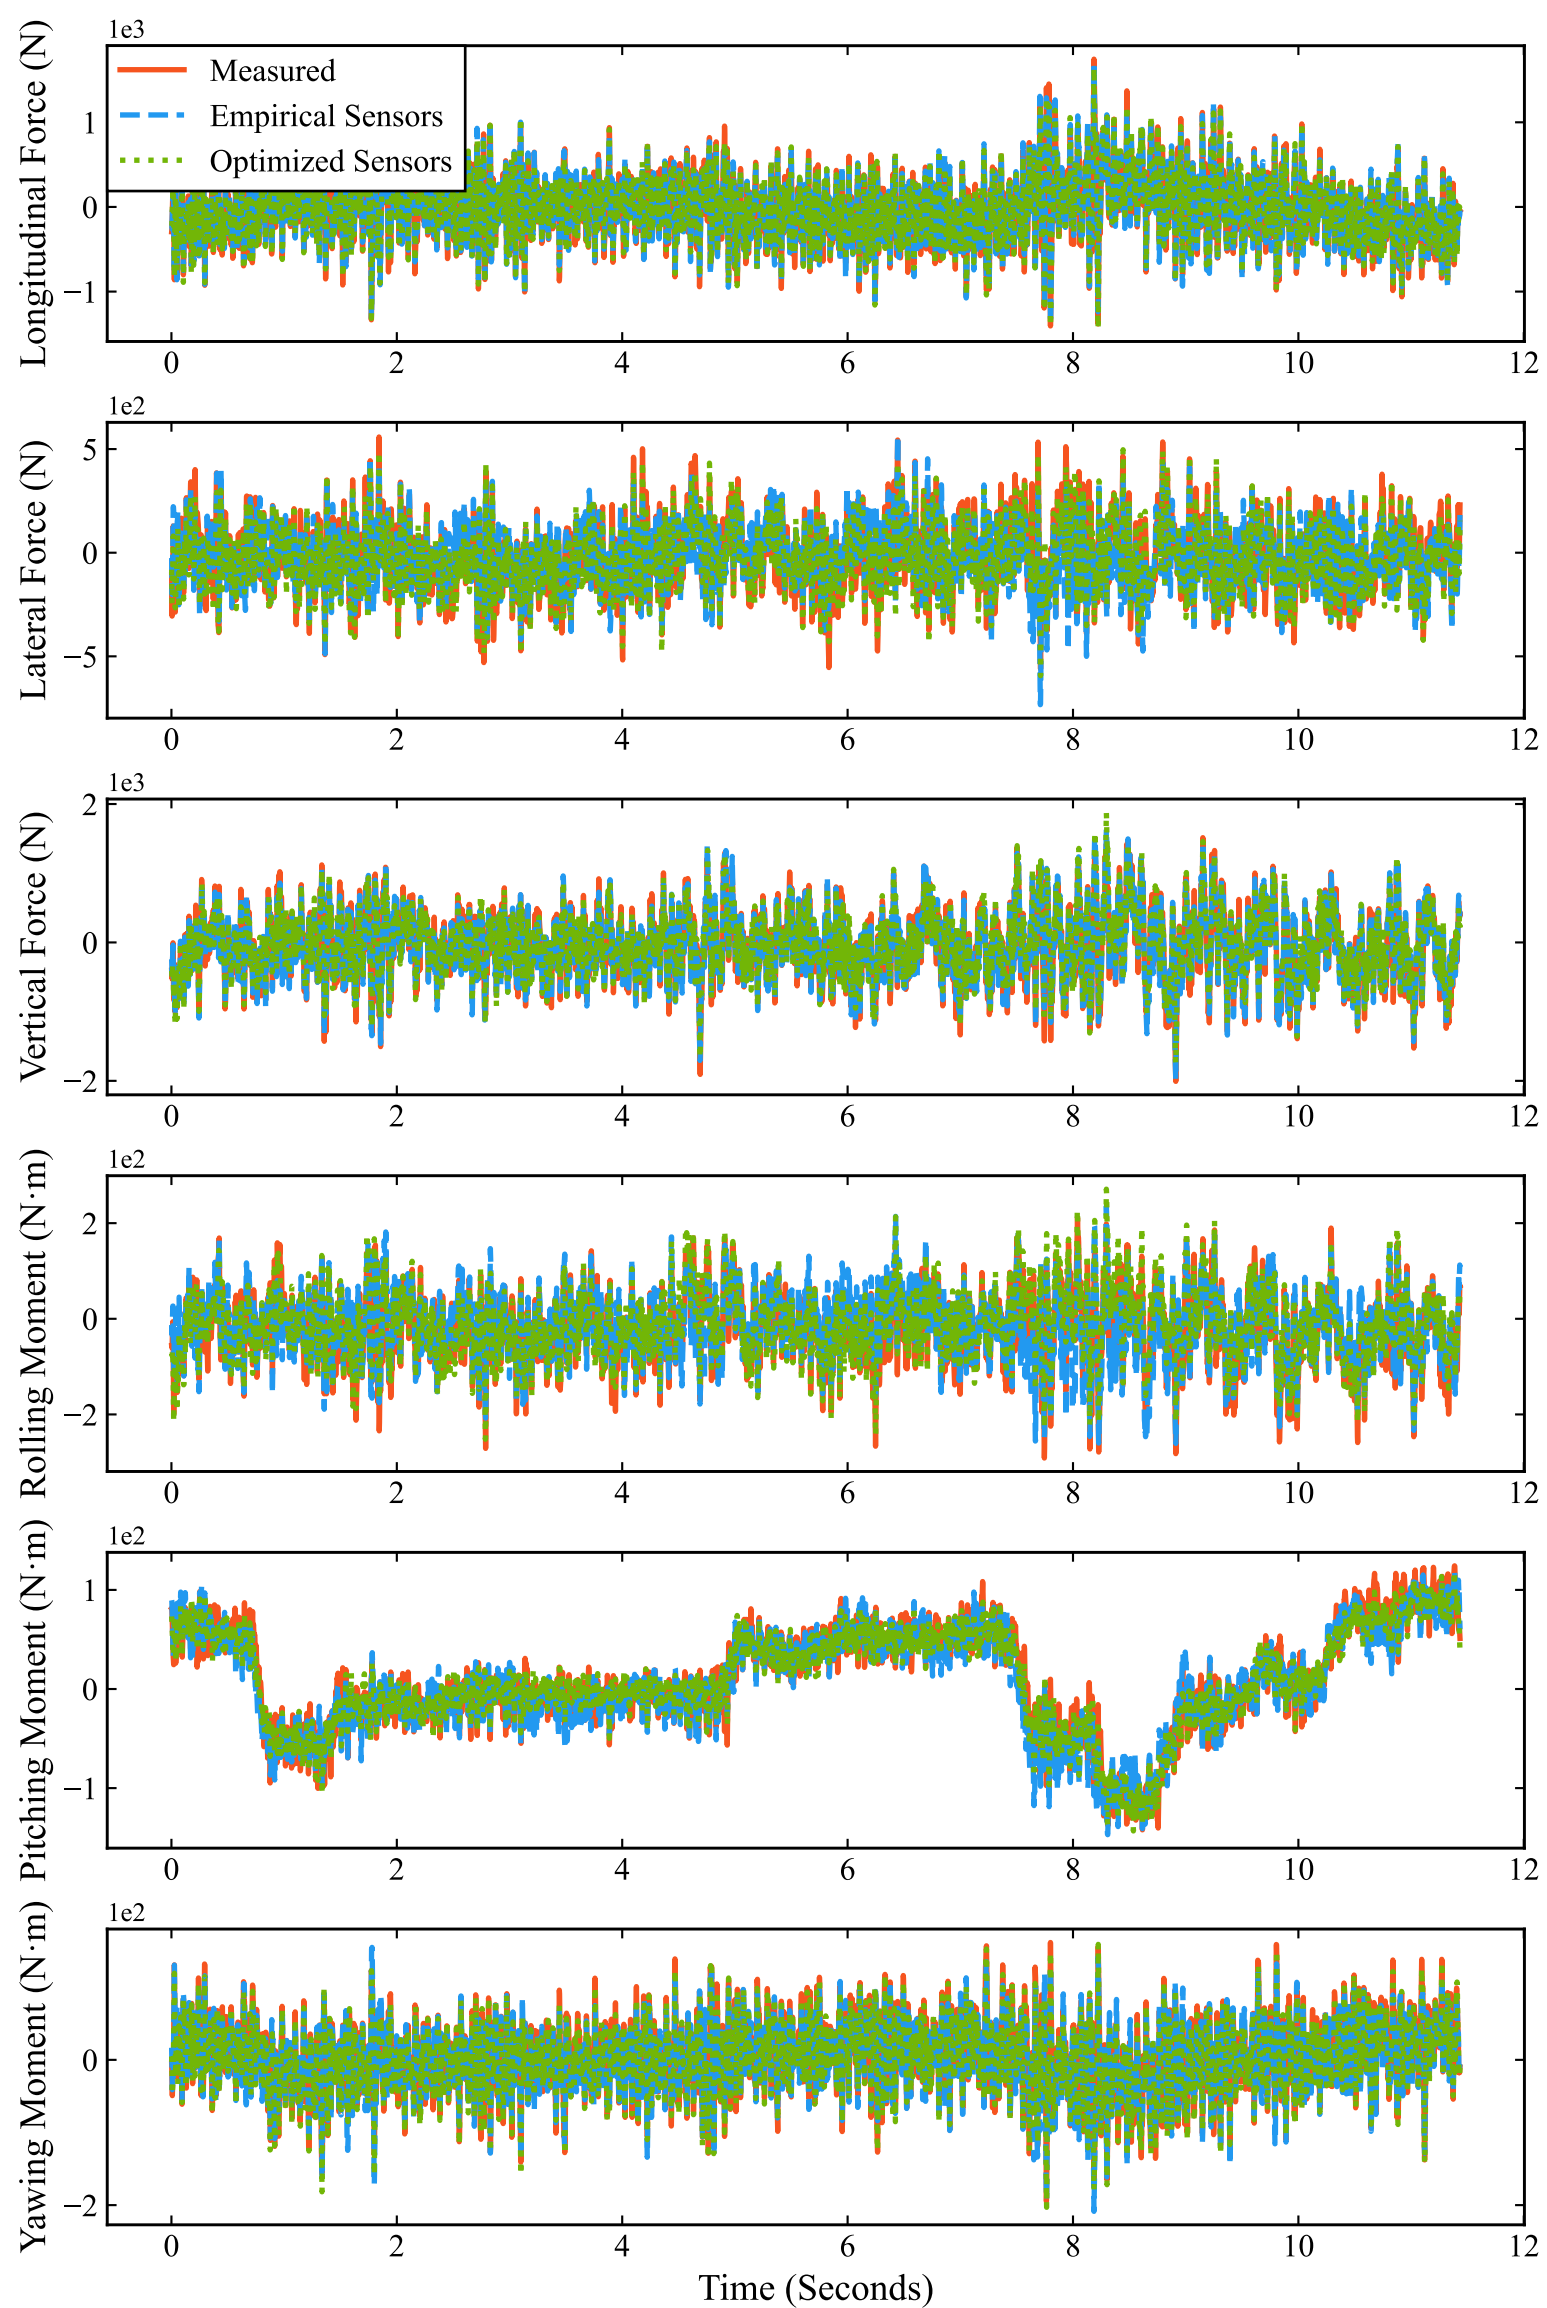 1e3
Longitudinal Force (N)
Measured
Empirical Sensors
Optimized Sensors
1
0
−1
0 2 4 6 8 10 12
1e2
Lateral Force (N)
5
0
−5
0 2 4 6 8 10 12
1e3
Vertical Force (N)
2
0
−2
0 2 4 6 8 10 12
1e2
Rolling Moment (N·m)
2
0
−2
0 2 4 6 8 10 12
1e2
Pitching Moment (N·m)
1
0
−1
0 2 4 6 8 10 12
1e2
Yawing Moment (N·m)
0
−2
0 2 4 6 8 10 12
Time (Seconds)